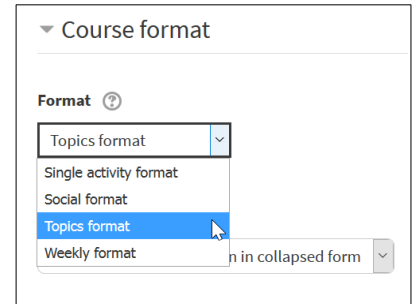 Course format
Format
Topics format
Single activity format
Social format
Topics format
Weekly format
in collapsed form